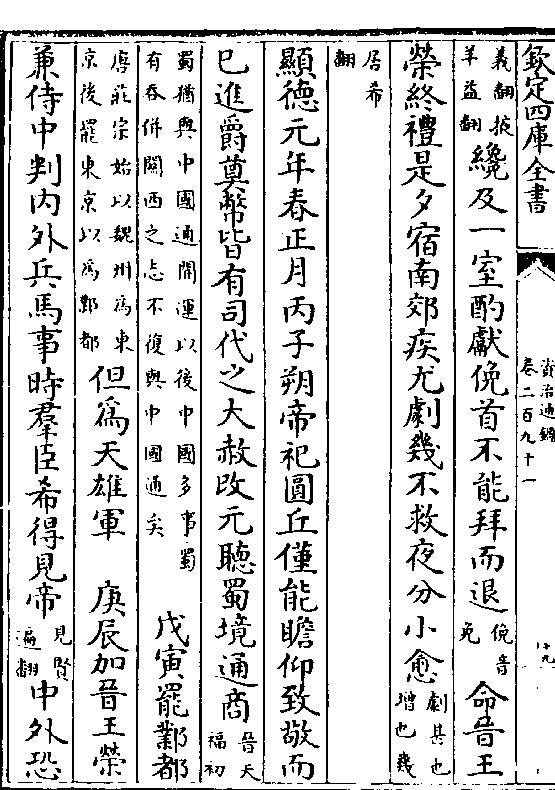 欽定四庫全書
資治通鑑
卷二百九十一
十九
義翻掖羊益翻纔及一室酌獻俛首不能拜而退俛音免命晉王
榮終禮是夕宿南郊疾尤劇幾不救夜分小愈劇甚也增也幾
居希翻
顯德元年春正月丙子朔帝祀圓丘僅能瞻仰致敬而
已進爵奠幣皆有司代之大赦改元聽蜀境通商晉天福初
蜀猶與中國通開運以後中國多事蜀有吞併關西之志不復與中國通矣 戊寅罷鄴都
唐莊宗始以魏州為東京後罷東京以為鄴都但爲天雄軍 庚辰加晉王榮
兼侍中判内外兵馬事時羣臣希得見帝見賢遍翻中外恐